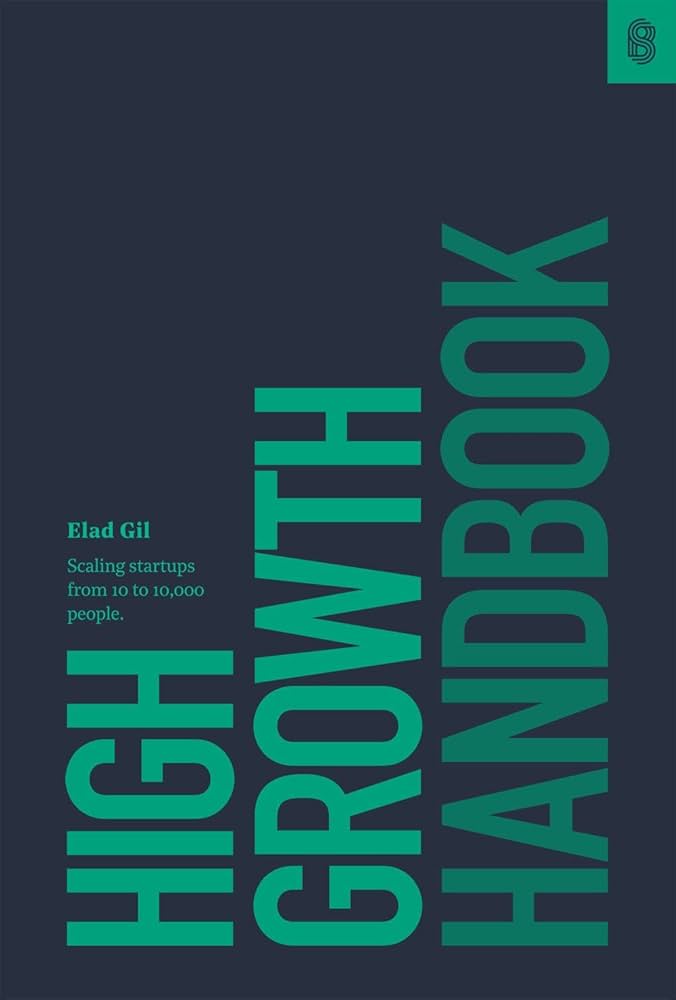 Elad Gil
Scaling startups
from 10 to 10,000
people.
HIGH
GROWTH
HANDBOOK